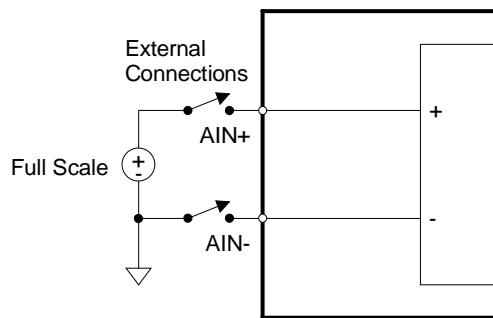 External
Connections
AIN+
+
Full Scale
+
-
-
AIN-